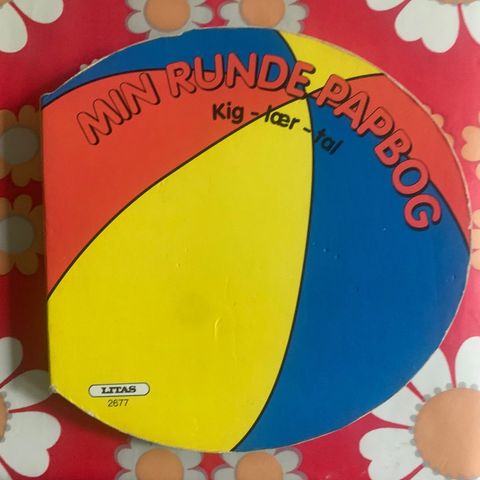 MIN RUNDE PAPBOG
Kig - lær - tal
LITAS
2677